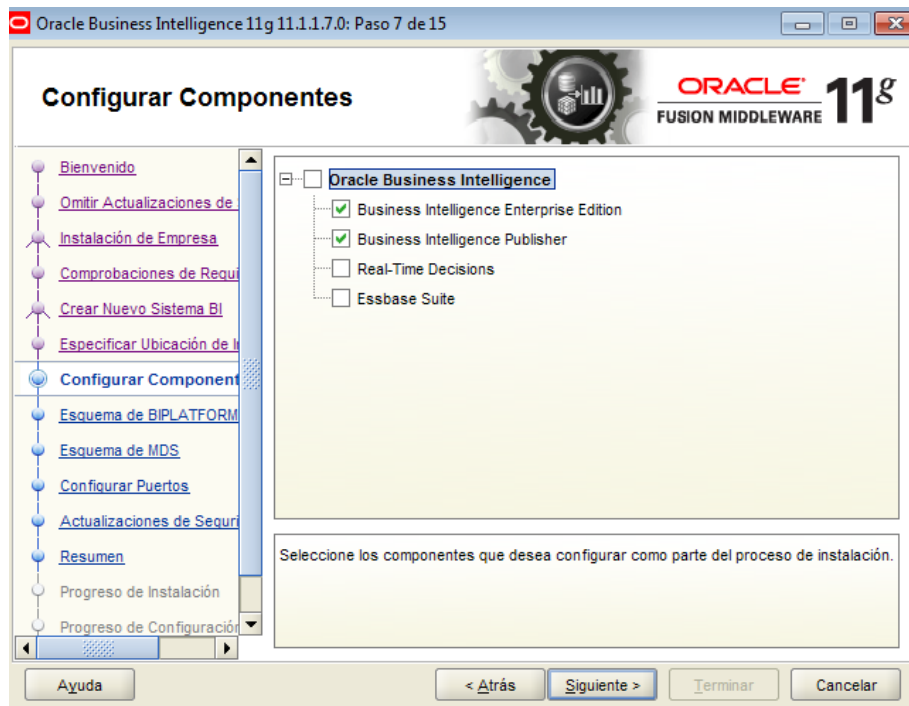 Oracle Business Intelligence 11g 11.1.1.7.0: Paso 7 de 15
Configurar Componentes
ORACLE
FUSION MIDDLEWARE
11g
Bienvenido
Omitir Actualizaciones de
Instalación de Empresa
Comprobaciones de Requi
Crear Nuevo Sistema BI
Especificar Ubicación de
Configurar Component
Esquema de BIPLATFORM
Esquema de MDS
Configurar Puertos
Actualizaciones de Seguri
Resumen
Progreso de Instalación
Progreso de Configuración
Oracle Business Intelligence
Business Intelligence Enterprise Edition
Business Intelligence Publisher
Real-Time Decisions
Essbase Suite
Seleccione los componentes que desea configurar como parte del proceso de instalación.
Ayuda
< Atrás
Siguiente >
Terminar
Cancelar